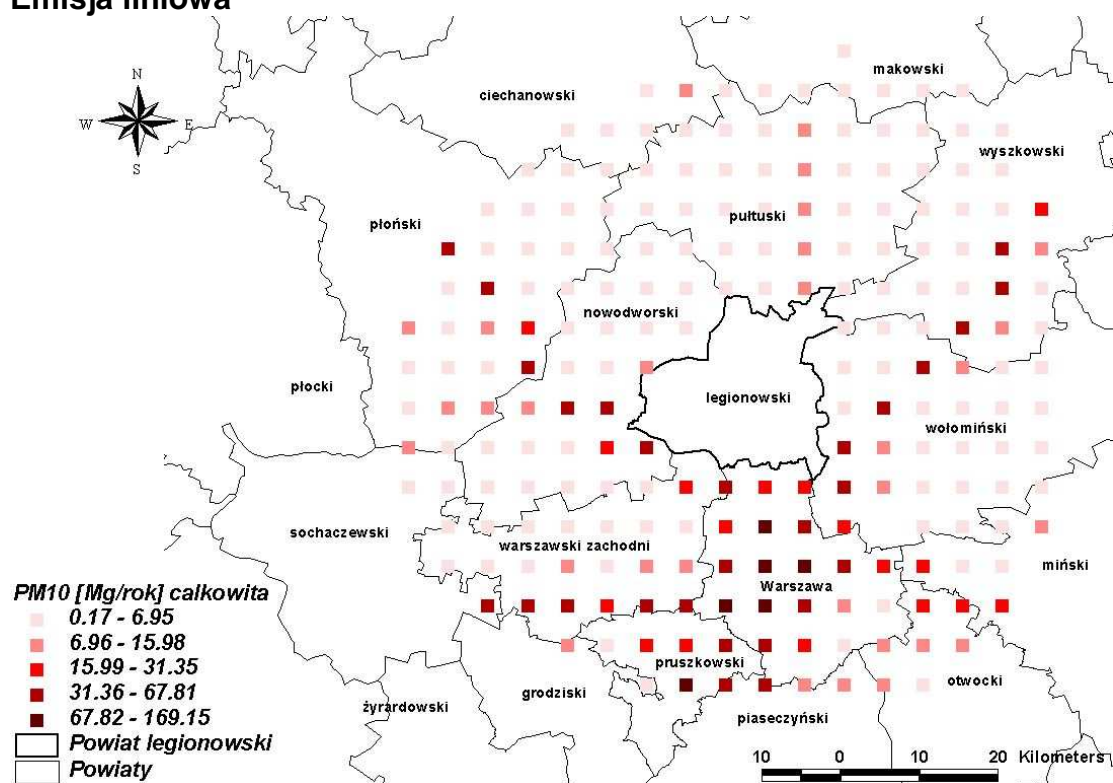 Emisja liniowa
makowski
ciechanowski
N
W E
S
wyszkowski
płoński
pułtuski
nowodworski
płocki
legionowski
wołomiński
sochaczewski
warszawski zachodni
miński
Warszawa
PM10 [Mg/rok] calkowita
0.17 - 6.95
6.96 - 15.98
15.99 - 31.35
31.36 - 67.81
67.82 - 169.15
Powiat legionowski
Powiaty
pruszkowski
otwocki
grodziski
żyrardowski
piaseczyński
10 0 10 20 Kilometers